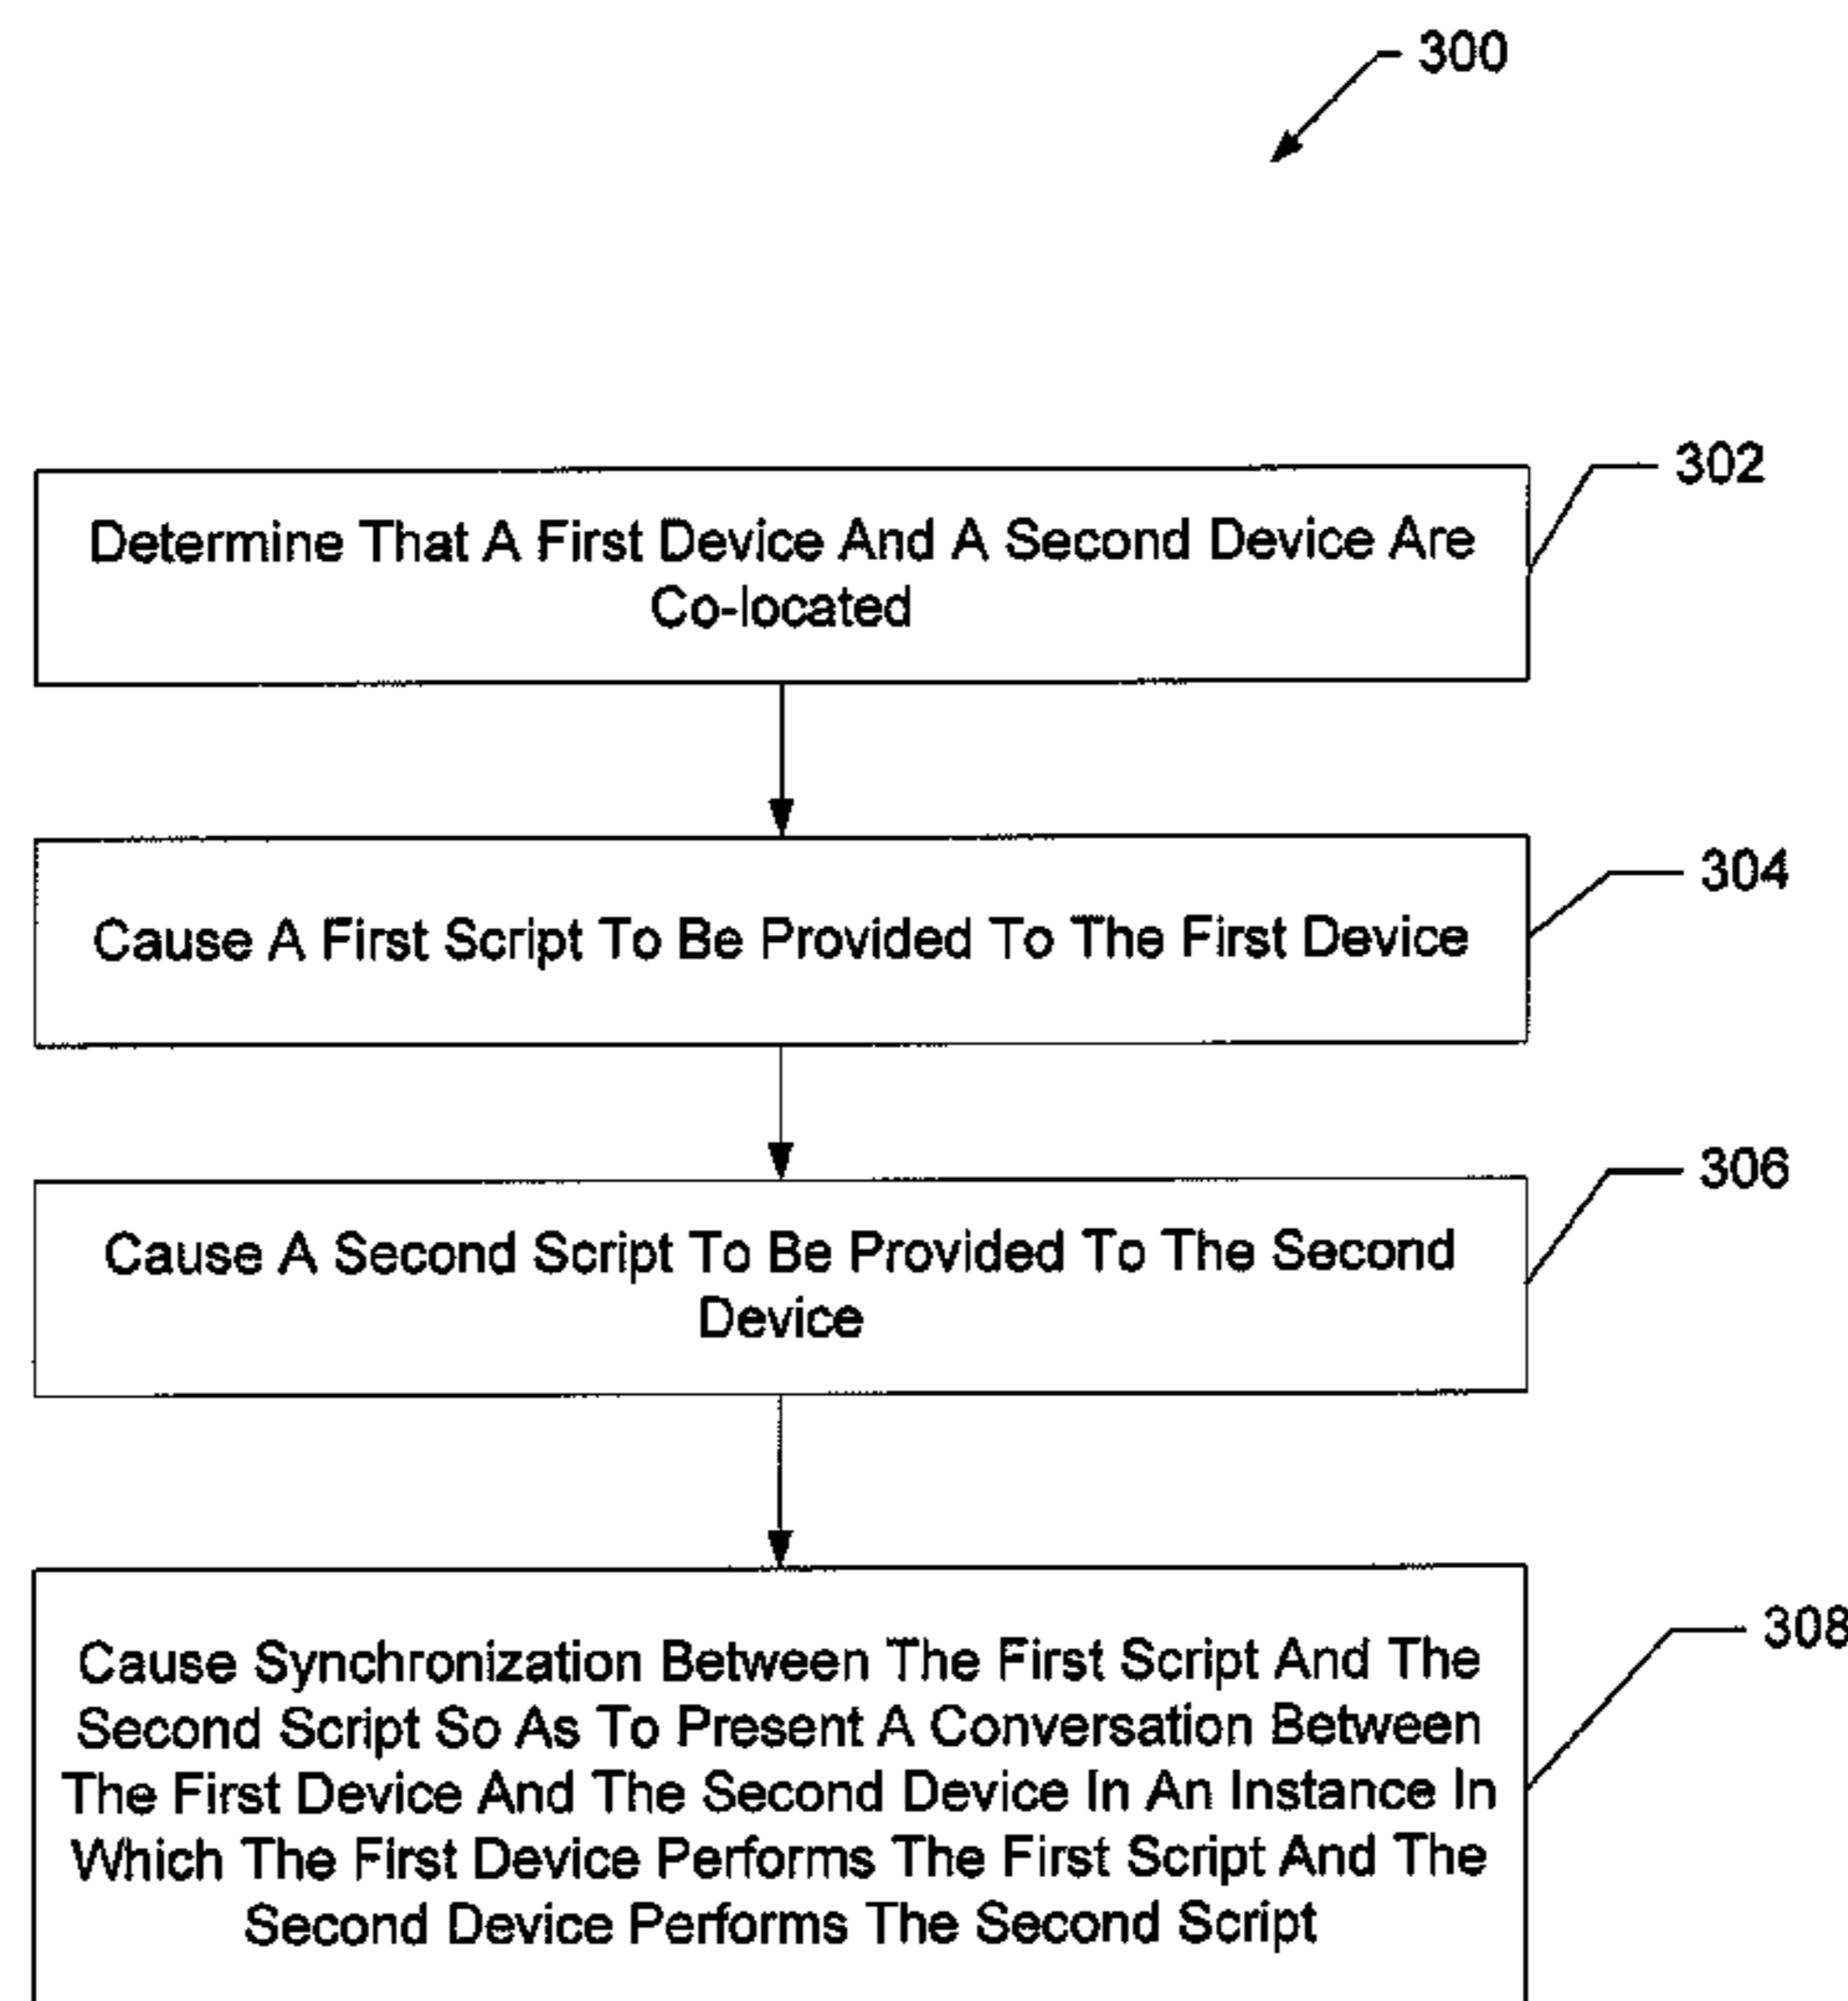 300
302
Determine That A First Device And A Second Device Are
Co-located
304
Cause A First Script To Be Provided To The First Device
306
Cause A Second Script To Be Provided To The Second
Device
308
Cause Synchronization Between The First Script And The
Second Script So As To Present A Conversation Between
The First Device And The Second Device In An Instance In
Which The First Device Performs The First Script And The
Second Device Performs The Second Script